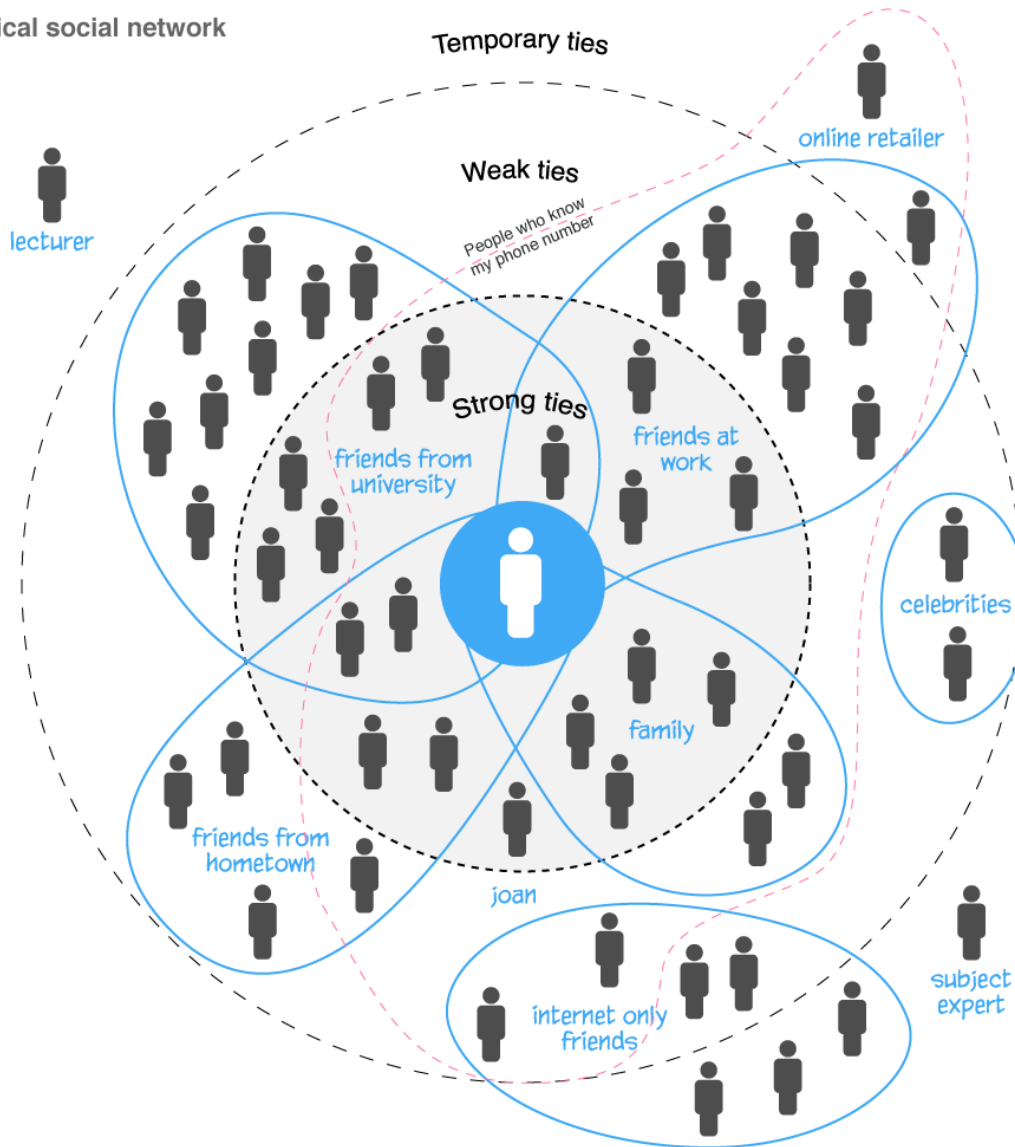 ical social network
Temporary ties
online retailer
Weak ties
People who know
my phone number
lecturer
Strong ties
friends from
university
friends at
work
celebrities
family
friends from
hometown
joan
internet only
friends
subject
expert